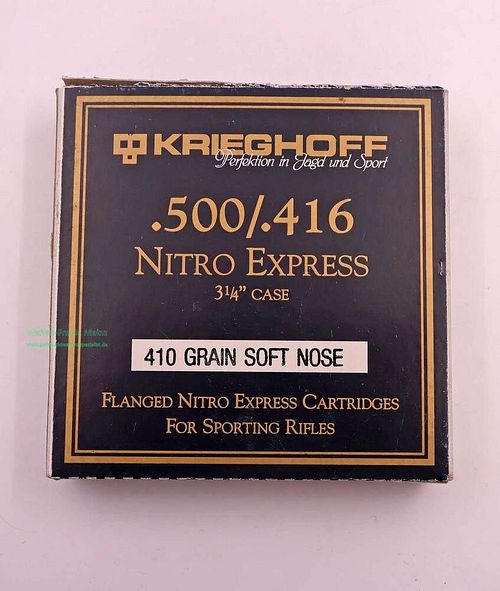 KRIEGHOFF
Perfektion in Jagd und Sport
.500/.416
NITRO EXPRESS
3¼” CASE
410 GRAIN SOFT NOSE
FLANGED NITRO EXPRESS CARTRIDGES
FOR SPORTING RIFLES